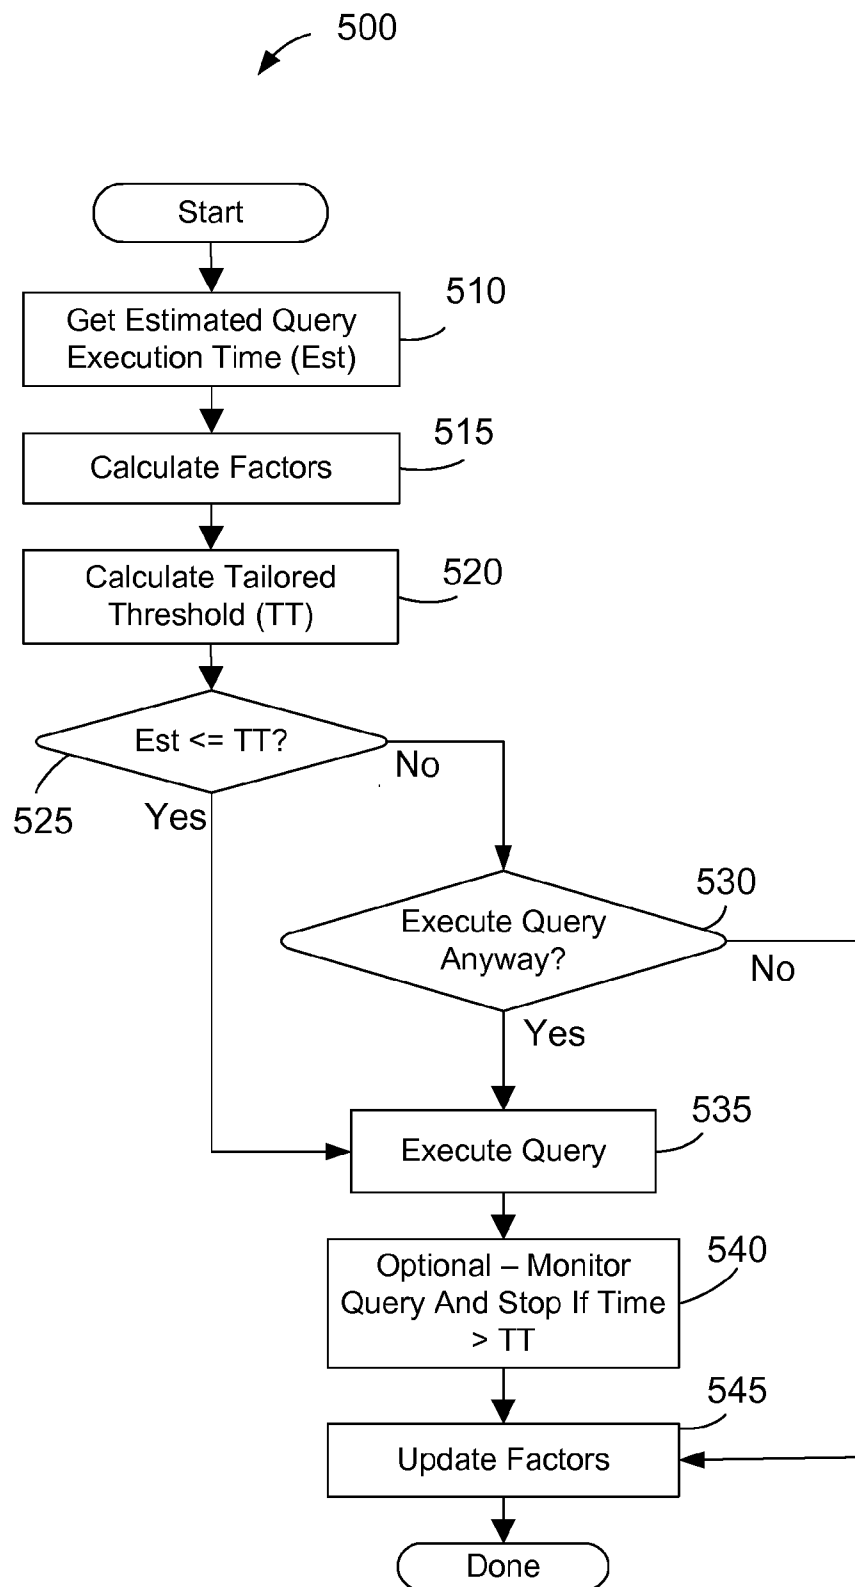 500
Start
510
Get Estimated Query
Execution Time (Est)
515
Calculate Factors
520
Calculate Tailored
Threshold (TT)
Est <= TT?
No
525
Yes
530
Execute Query
Anyway?
No
Yes
535
Execute Query
540
Optional – Monitor
Query And Stop If Time
> TT
545
Update Factors
Done